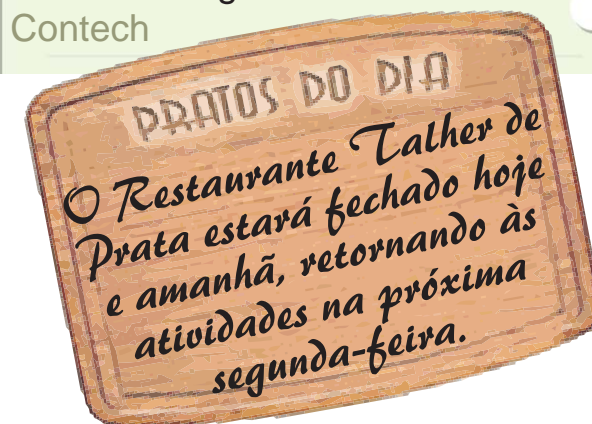 Contech
PRATOS DO DIA
O Restaurante Talher de
Prata estará fechado hoje
e amanhã, retornando às
atividades na próxima
segunda-feira.